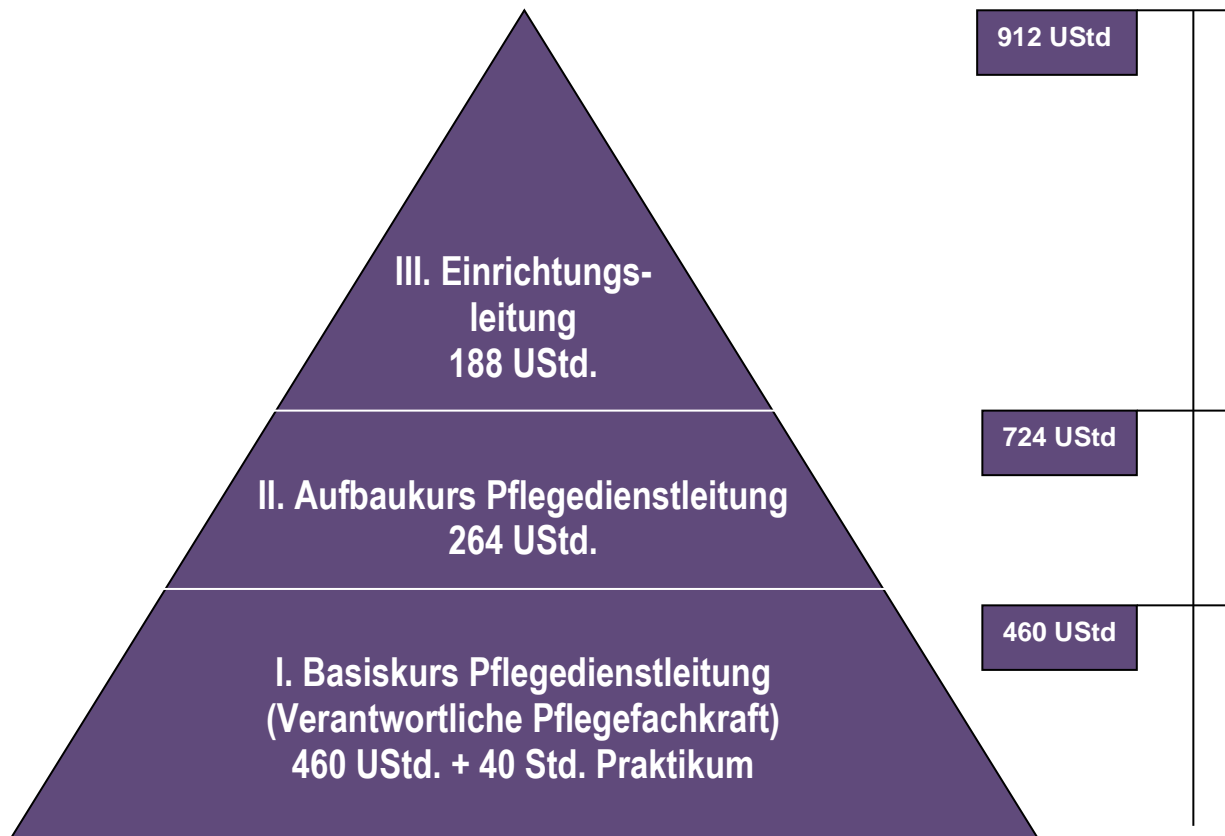 912 UStd
III. Einrichtungs-
leitung
188 UStd.
724 UStd
II. Aufbaukurs Pflegedienstleitung
264 UStd.
460 UStd
I. Basiskurs Pflegedienstleitung
(Verantwortliche Pflegefachkraft)
460 UStd. + 40 Std. Praktikum